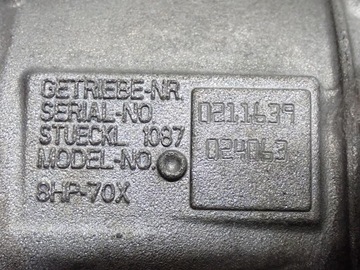 GETRIEBE-NR.
SERIAL-NO. 0211639
STUECKL 1087 024063
MODEL-NO.
8HP-70X